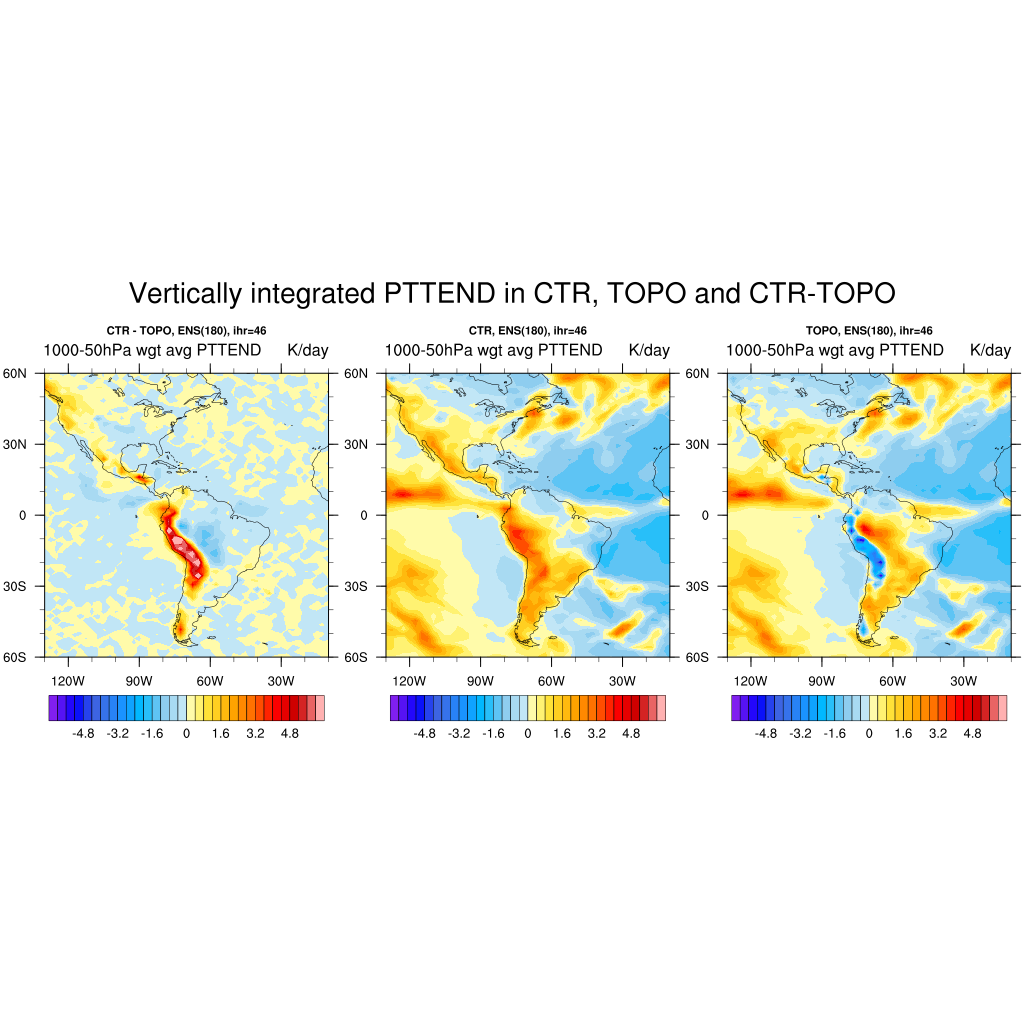 Vertically integrated PTTEND in CTR, TOPO and CTR-TOPO
CTR - TOPO, ENS(180), ihr=46
1000-50hPa wgt avg PTTEND K/day
60N
30N
0
30S
60S
120W 90W 60W 30W
-4.8 -3.2 -1.6 0 1.6 3.2 4.8
CTR, ENS(180), ihr=46
1000-50hPa wgt avg PTTEND K/day
60N
30N
0
30S
60S
120W 90W 60W 30W
-4.8 -3.2 -1.6 0 1.6 3.2 4.8
TOPO, ENS(180), ihr=46
1000-50hPa wgt avg PTTEND K/day
60N
30N
0
30S
60S
120W 90W 60W 30W
-4.8 -3.2 -1.6 0 1.6 3.2 4.8